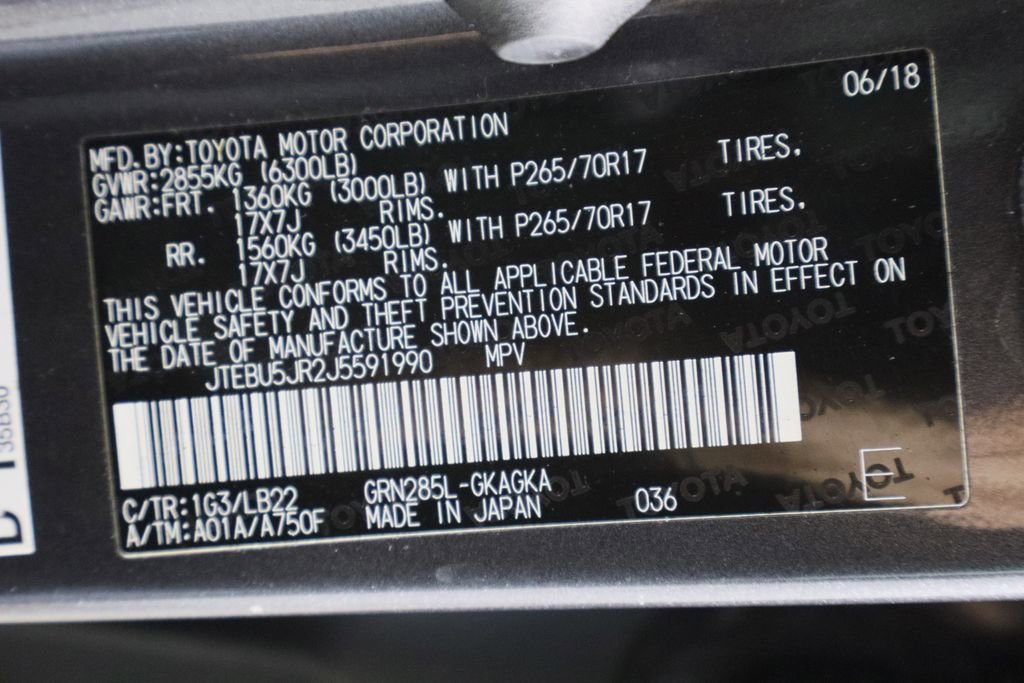 06/18
MFD.BY:TOYOTA MOTOR CORPORATION
GVWR:2855KG (6300LB)
GAWR:FRT. 1360KG (3000LB) WITH P265/70R17 TIRES.
17X7J RIMS.
RR. 1560KG (3450LB) WITH P265/70R17 TIRES.
17X7J RIMS.
THIS VEHICLE CONFORMS TO ALL APPLICABLE FEDERAL MOTOR
VEHICLE SAFETY AND THEFT PREVENTION STANDARDS IN EFFECT ON
THE DATE OF MANUFACTURE SHOWN ABOVE.
JTEBU5JR2J5591990 MPV
C/TR:1G3/LB22 GRN285L-GKAGKA
A/TM:A01A/A750F MADE IN JAPAN 036 E
TOYOTA